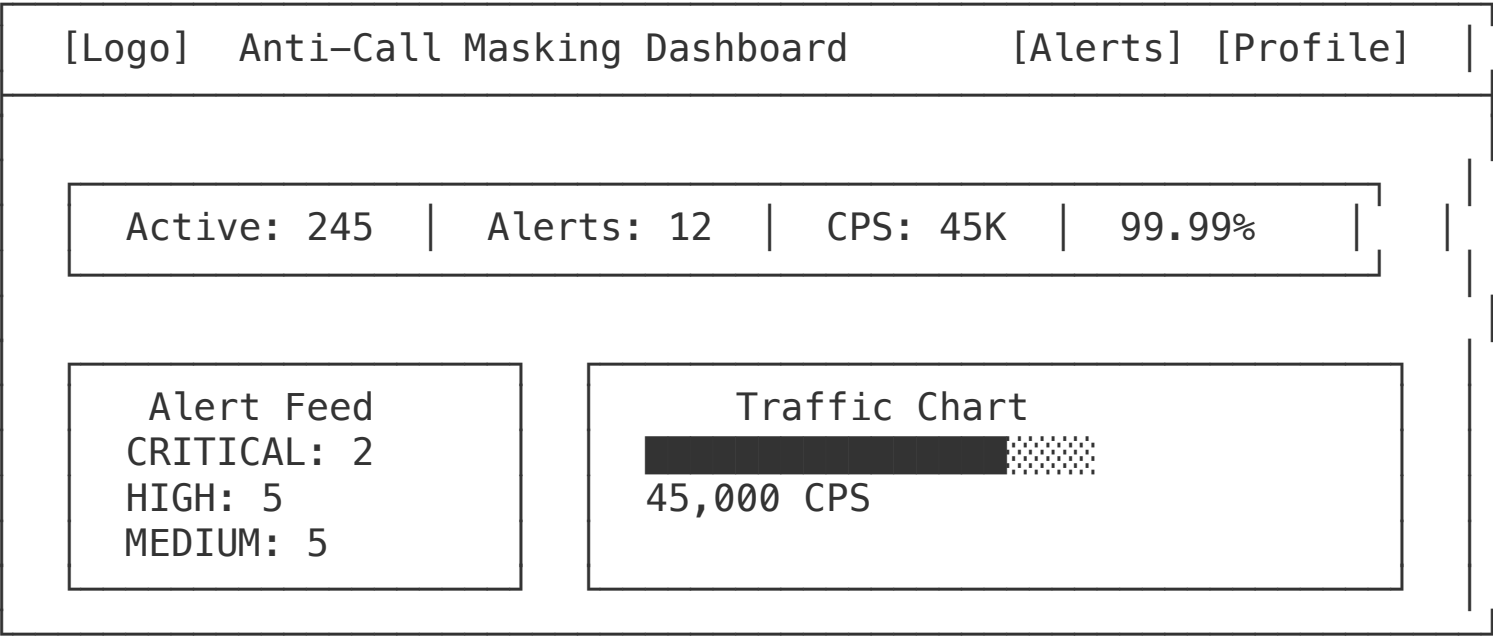 [Logo] Anti-Call Masking Dashboard [Alerts] [Profile]
Active: 245 | Alerts: 12 | CPS: 45K | 99.99%
Alert Feed
CRITICAL: 2
HIGH: 5
MEDIUM: 5
Traffic Chart
45,000 CPS